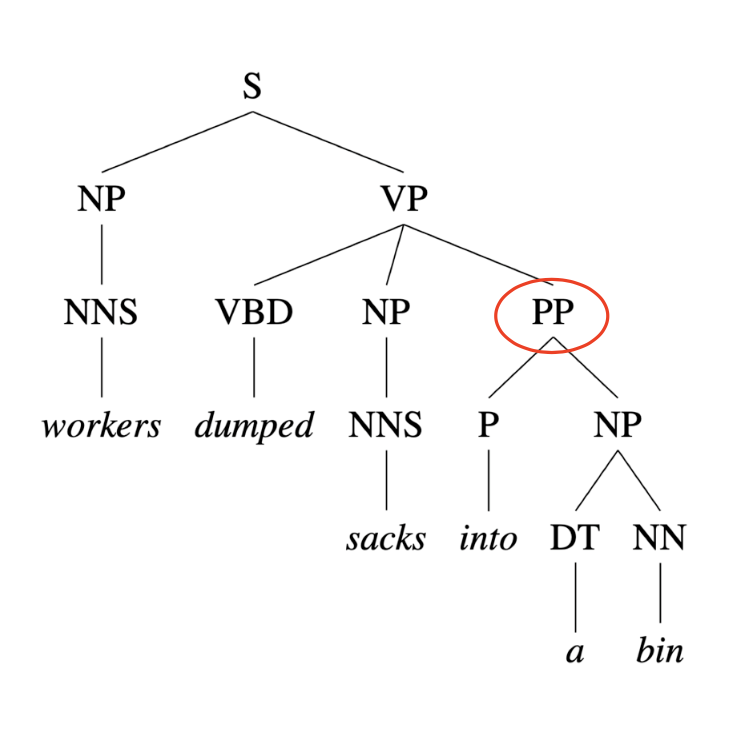 S
NP VP
NNS VBD NP PP
workers dumped NNS P NP
sacks into DT NN
a bin